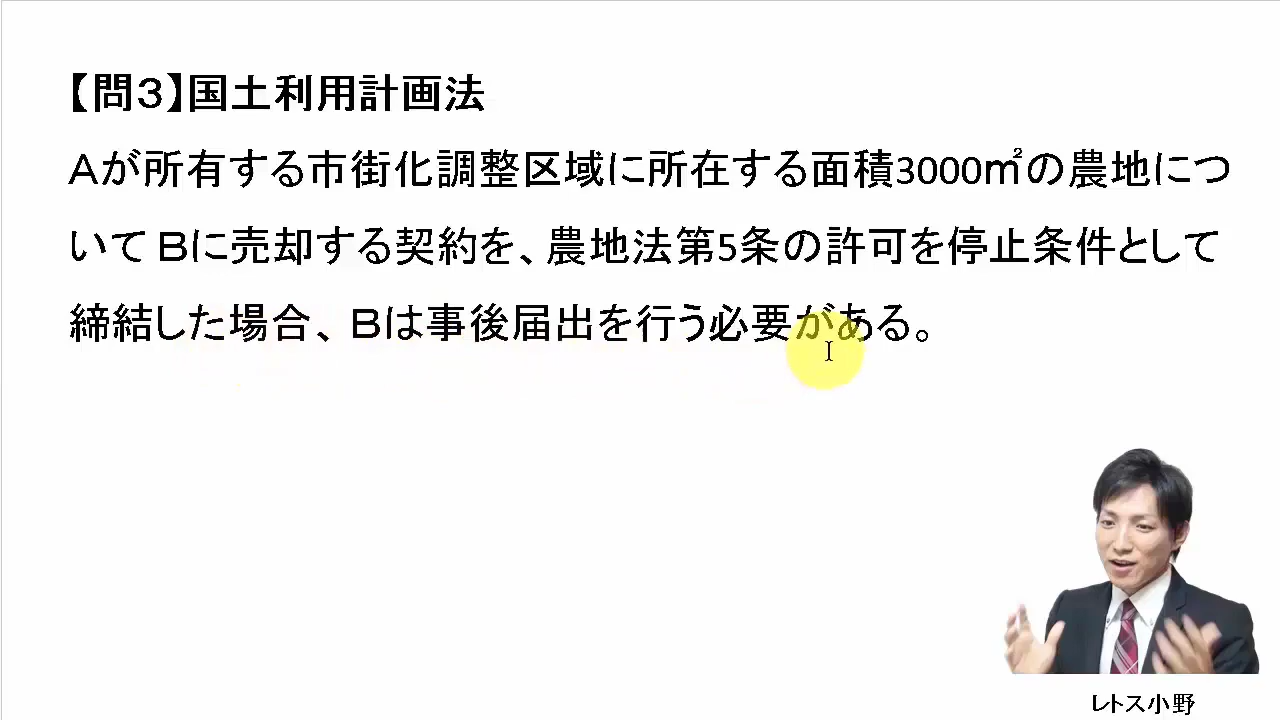 【問３】国土利用計画法
Ａが所有する市街化調整区域に所在する面積3000㎡の農地につ
いてＢに売却する契約を、農地法第5条の許可を停止条件として
締結した場合、Ｂは事後届出を行う必要がある。
レトス小野